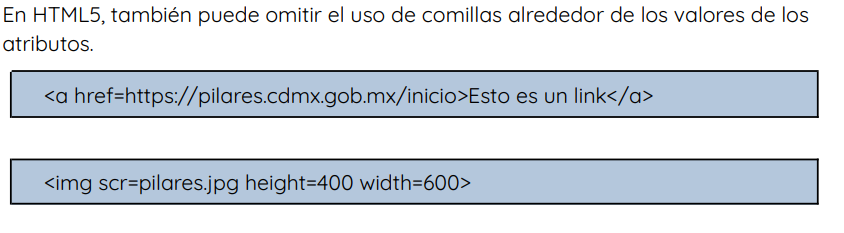 En HTML5, también puede omitir el uso de comillas alrededor de los valores de los
atributos.
<a href=https://pilares.cdmx.gob.mx/inicio>Esto es un link</a>
<img scr=pilares.jpg height=400 width=600>